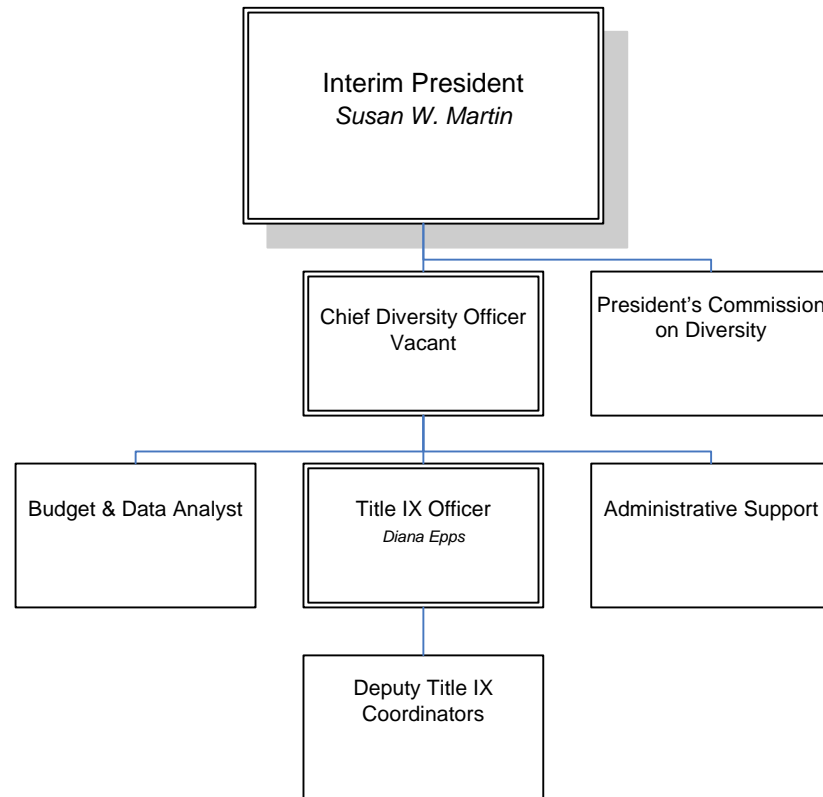 Interim President
Susan W. Martin
Chief Diversity Officer
Vacant
President’s Commission
on Diversity
Budget & Data Analyst
Title IX Officer
Diana Epps
Administrative Support
Deputy Title IX
Coordinators